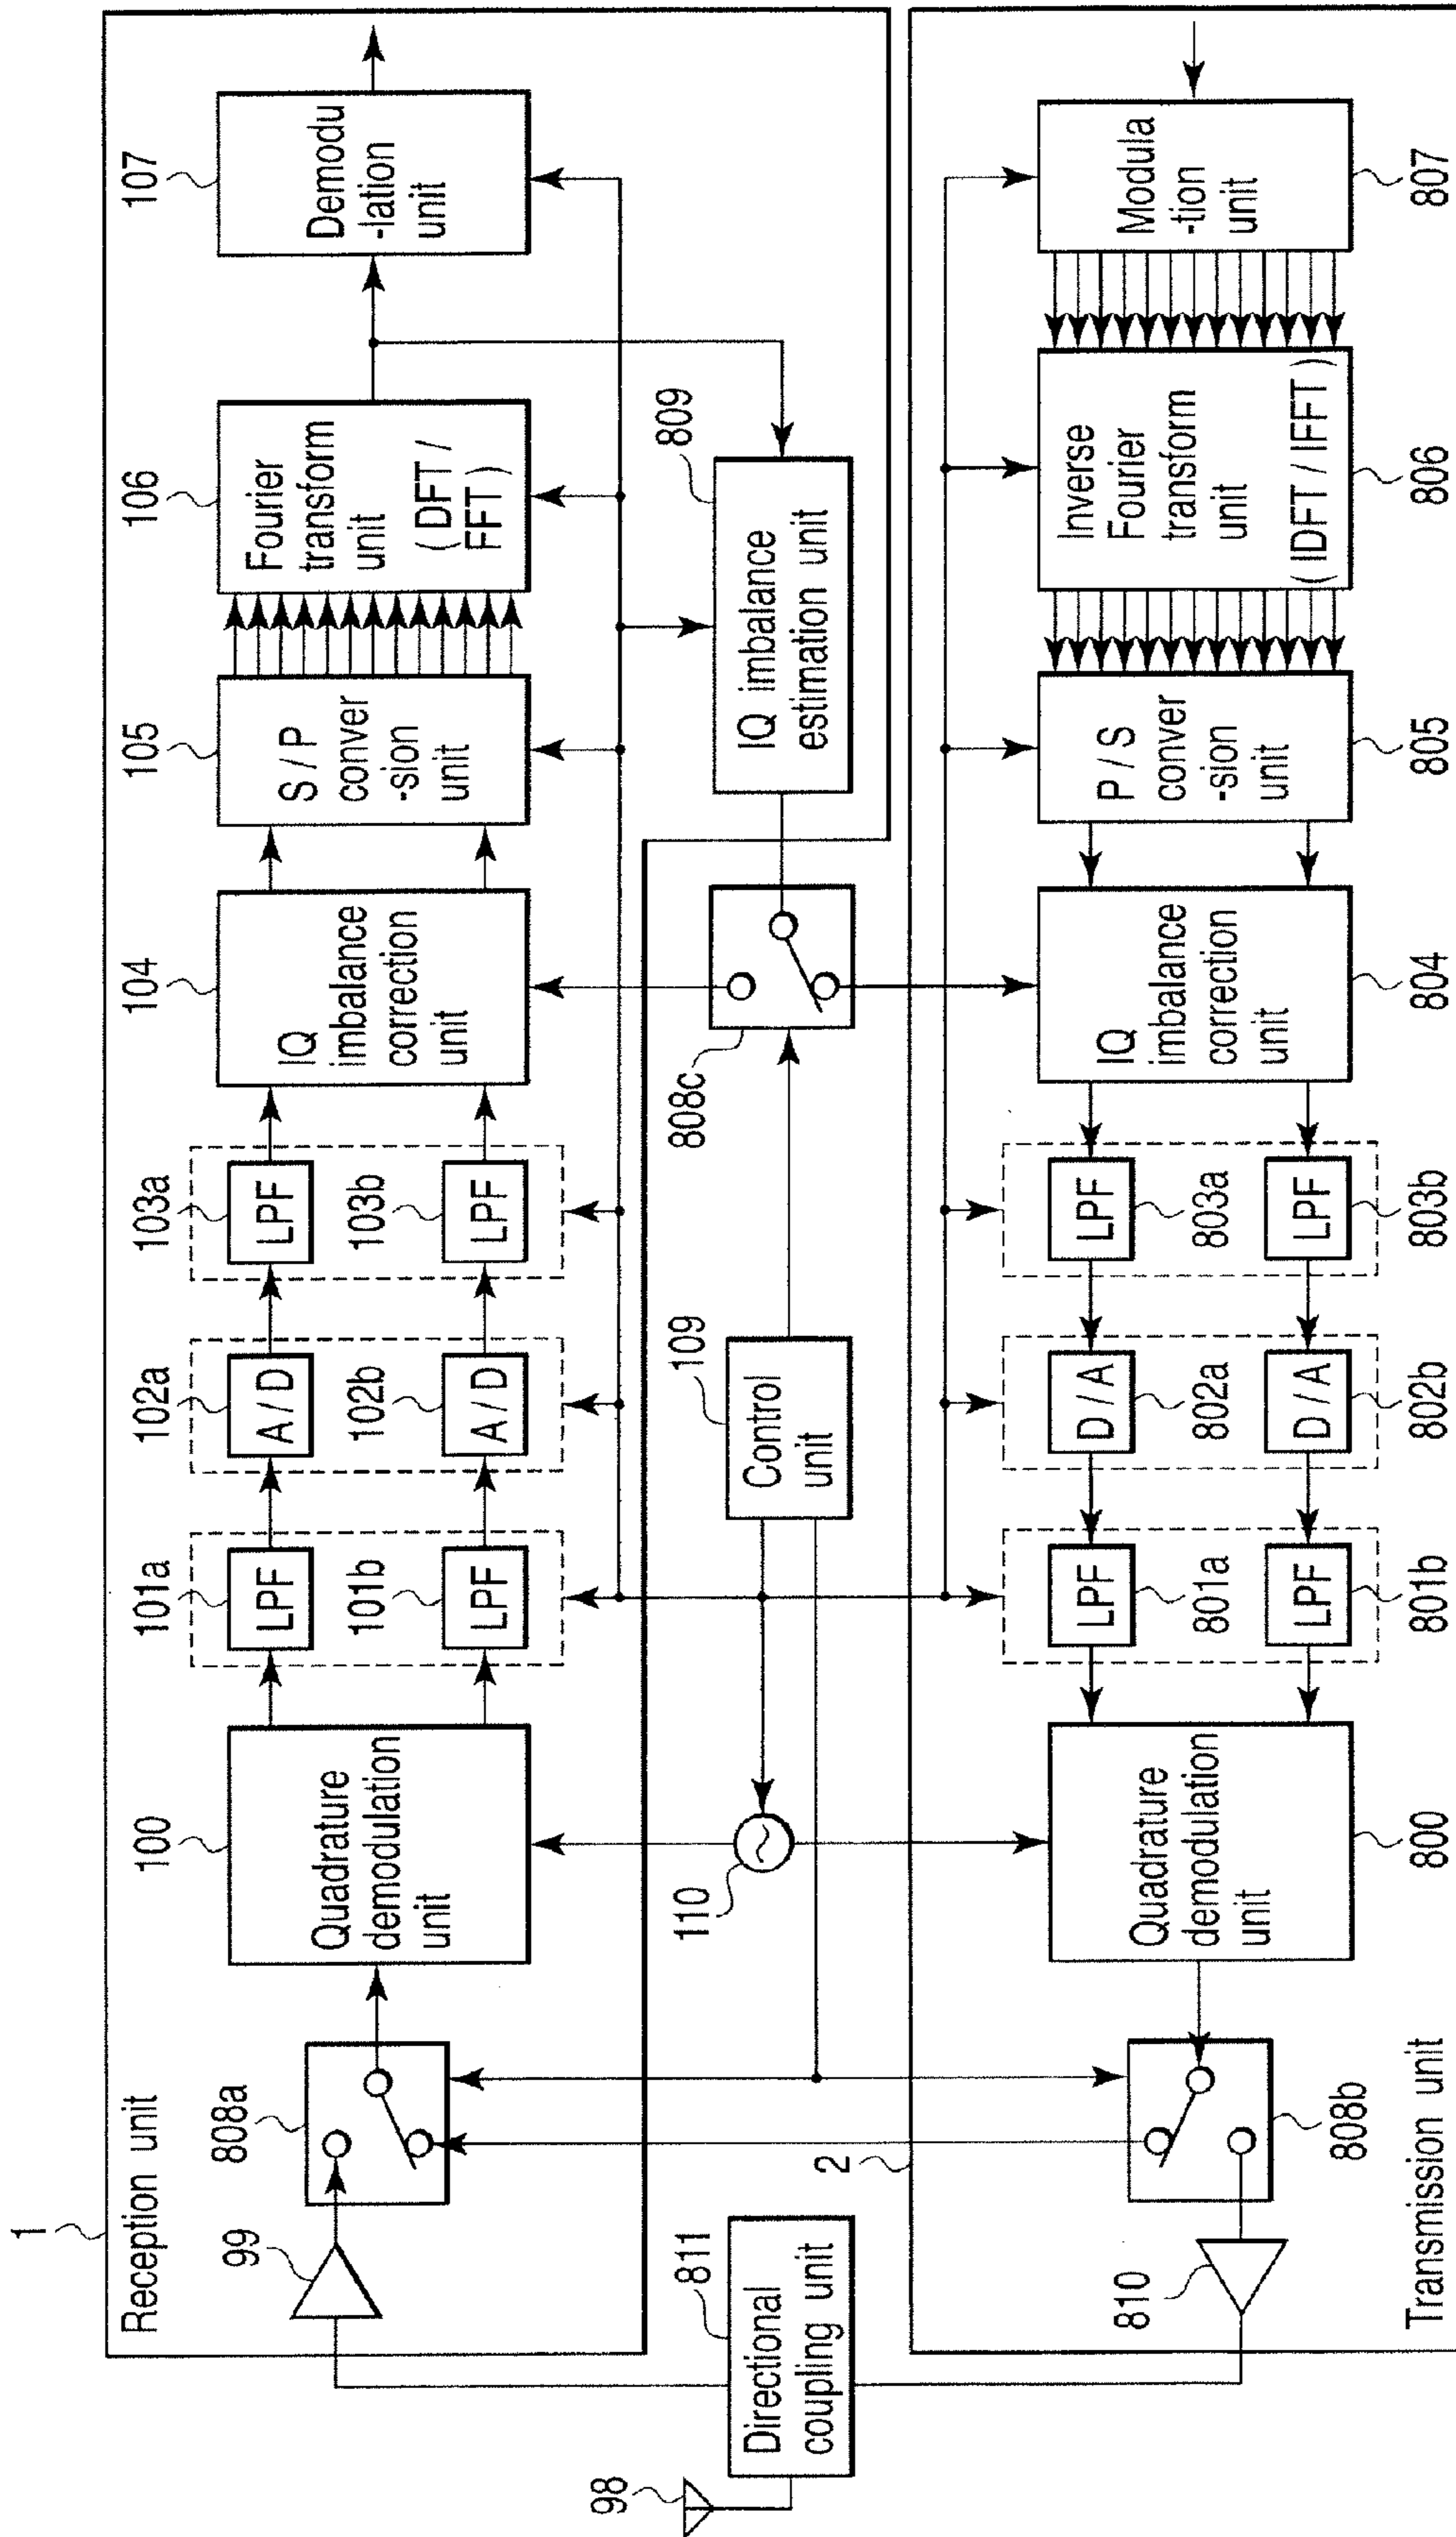 1
Reception unit
99
808a
100
Quadrature
demodulation
unit
101a
LPF
101b
LPF
102a
A / D
102b
A / D
103a
LPF
103b
LPF
104
IQ
imbalance
correction
unit
105
S / P
conver
-sion
unit
106
Fourier
transform
unit
( DFT /
FFT )
107
Demodu
-lation
unit
98
811
Directional
coupling unit
110
109
Control
unit
808c
809
IQ imbalance
estimation unit
2
Transmission unit
810
808b
800
Quadrature
demodulation
unit
801a
LPF
801b
LPF
802a
D / A
802b
D / A
803a
LPF
803b
LPF
804
IQ
imbalance
correction
unit
805
P / S
conver
-sion
unit
806
Inverse
Fourier
transform
unit
( IDFT / IFFT )
807
Modula
-tion
unit